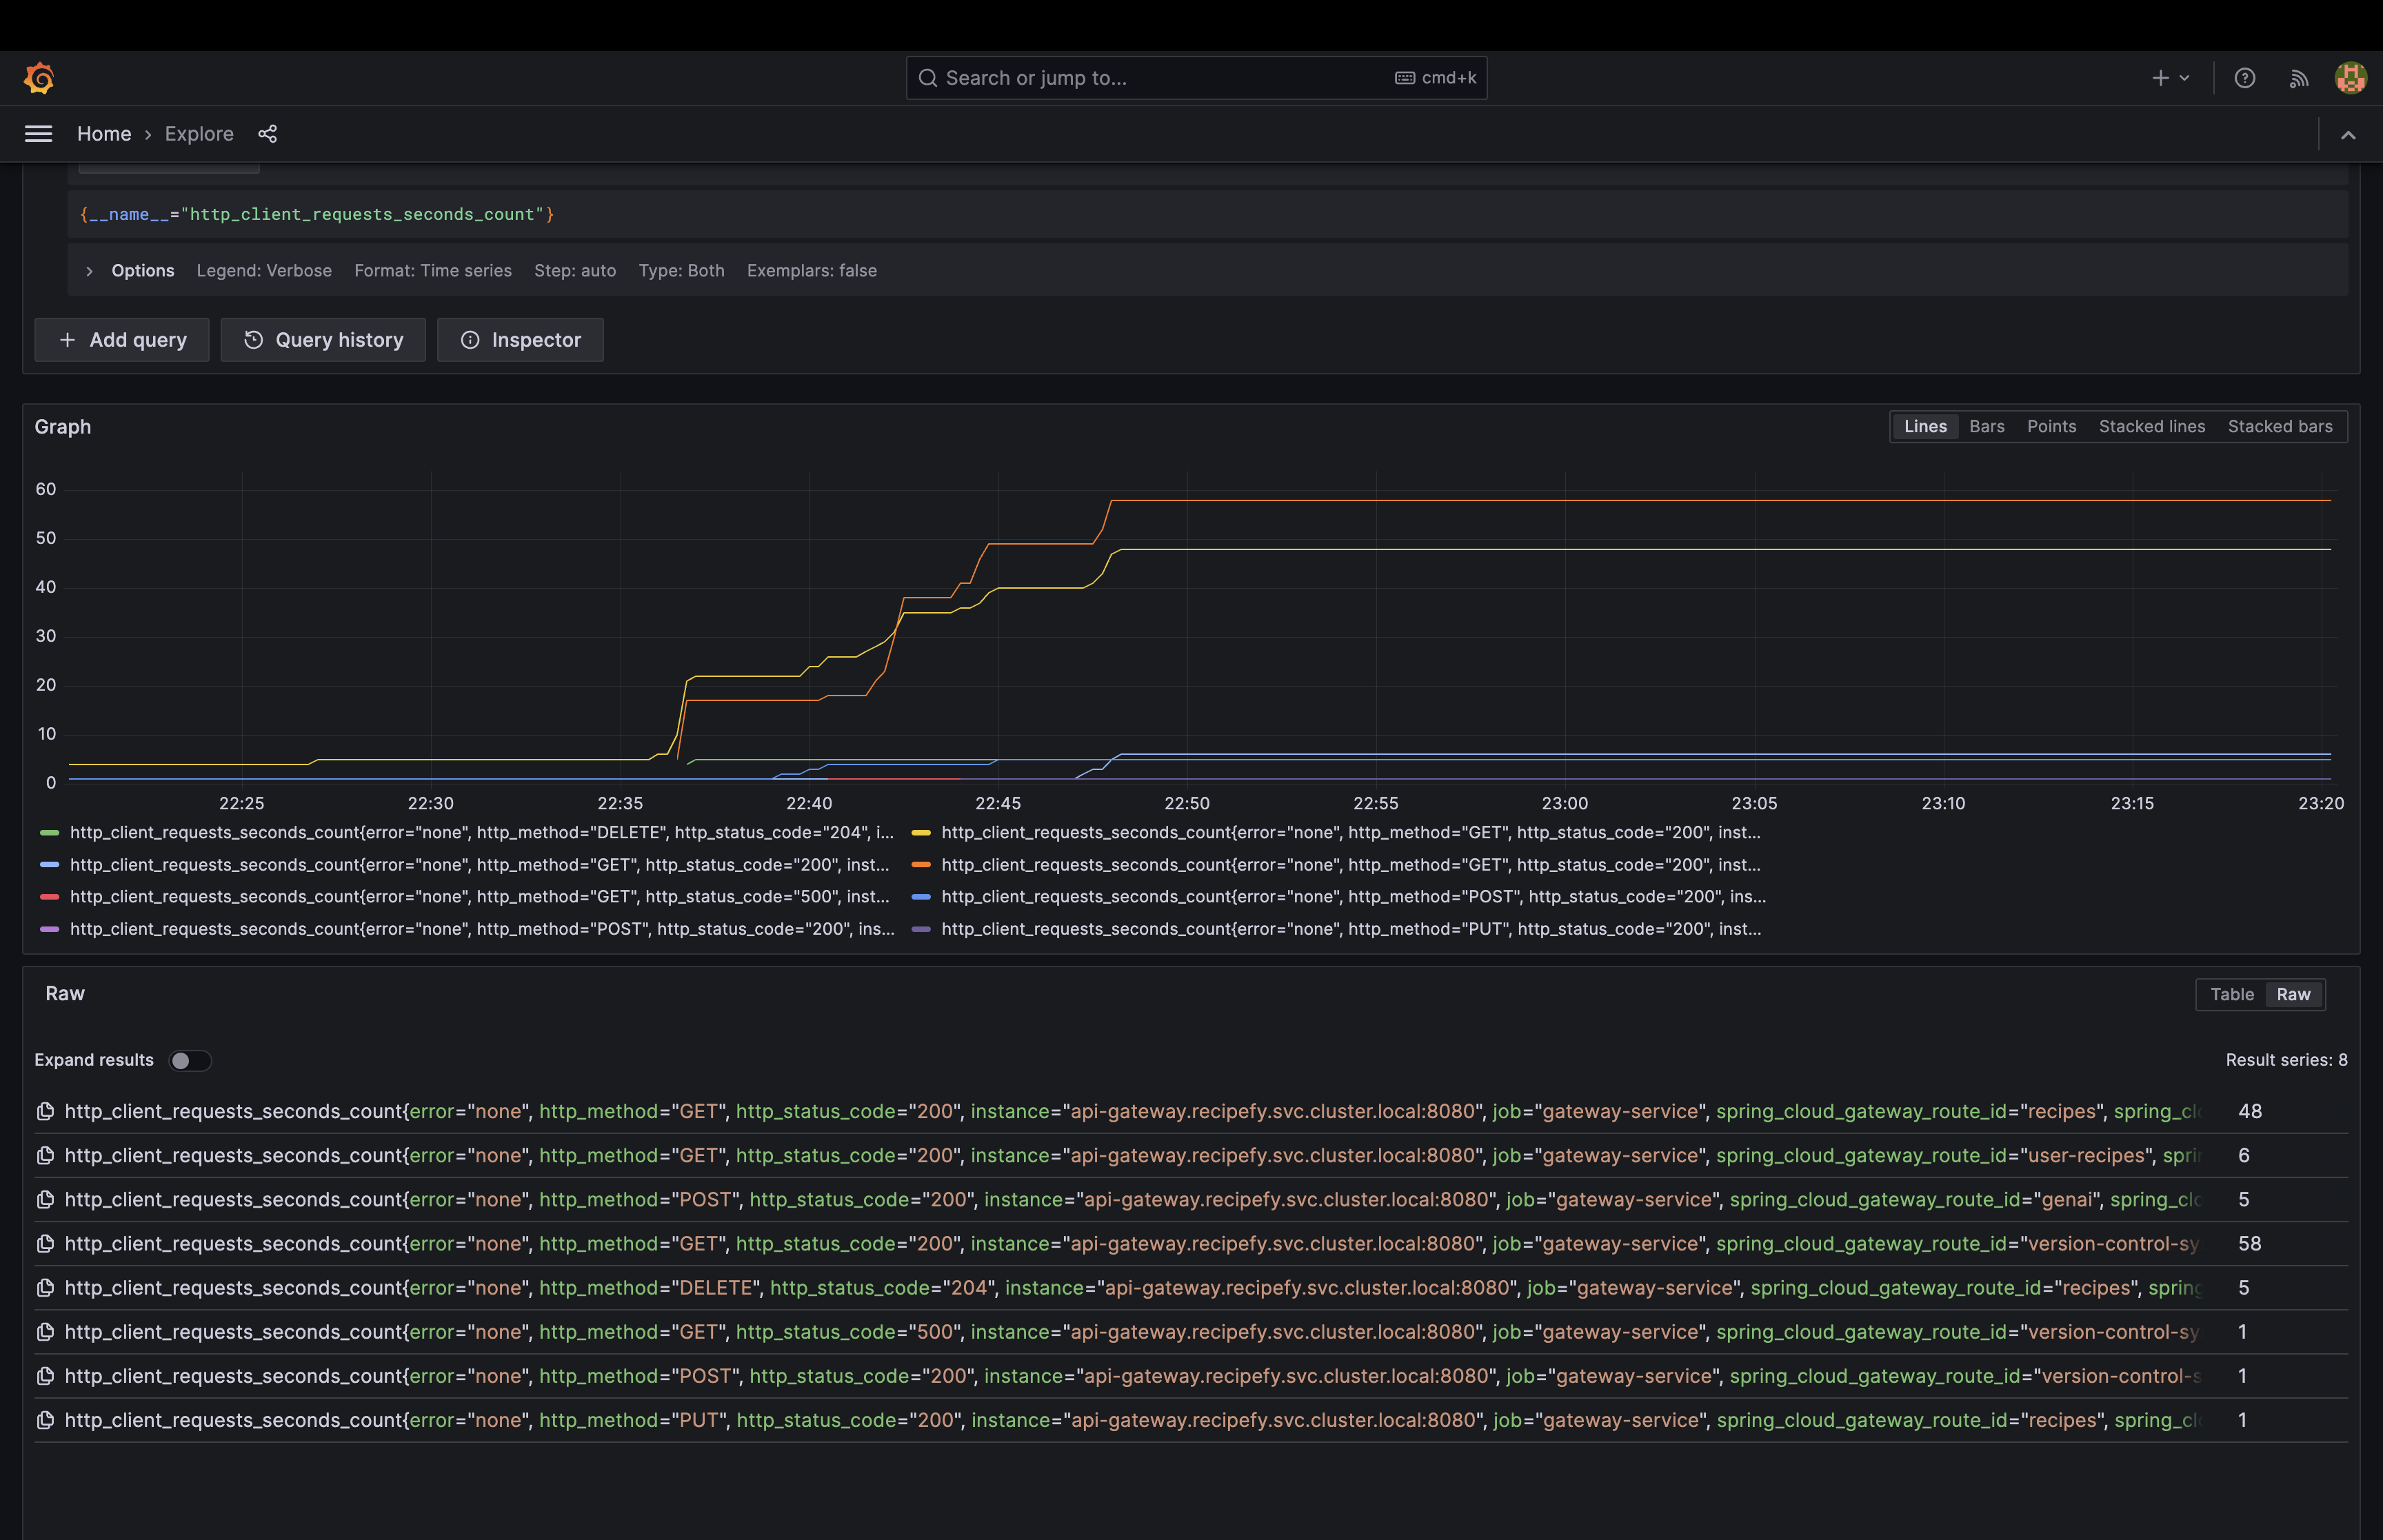 Search or jump to... cmd+k
Home › Explore
{__name__="http_client_requests_seconds_count"}
Options Legend: Verbose Format: Time series Step: auto Type: Both Exemplars: false
+ Add query Query history Inspector
Graph Lines Bars Points Stacked lines Stacked bars
60
50
40
30
20
10
0
22:25 22:30 22:35 22:40 22:45 22:50 22:55 23:00 23:05 23:10 23:15 23:20
http_client_requests_seconds_count{error="none", http_method="DELETE", http_status_code="204", i... http_client_requests_seconds_count{error="none", http_method="GET", http_status_code="200", inst...
http_client_requests_seconds_count{error="none", http_method="GET", http_status_code="200", inst... http_client_requests_seconds_count{error="none", http_method="GET", http_status_code="200", inst...
http_client_requests_seconds_count{error="none", http_method="GET", http_status_code="500", inst... http_client_requests_seconds_count{error="none", http_method="POST", http_status_code="200", ins...
http_client_requests_seconds_count{error="none", http_method="POST", http_status_code="200", ins... http_client_requests_seconds_count{error="none", http_method="PUT", http_status_code="200", inst...
Raw Table Raw
Expand results Result series: 8
http_client_requests_seconds_count{error="none", http_method="GET", http_status_code="200", instance="api-gateway.recipefy.svc.cluster.local:8080", job="gateway-service", spring_cloud_gateway_route_id="recipes", spring_cl 48
http_client_requests_seconds_count{error="none", http_method="GET", http_status_code="200", instance="api-gateway.recipefy.svc.cluster.local:8080", job="gateway-service", spring_cloud_gateway_route_id="user-recipes", spri 6
http_client_requests_seconds_count{error="none", http_method="POST", http_status_code="200", instance="api-gateway.recipefy.svc.cluster.local:8080", job="gateway-service", spring_cloud_gateway_route_id="genai", spring_clo 5
http_client_requests_seconds_count{error="none", http_method="GET", http_status_code="200", instance="api-gateway.recipefy.svc.cluster.local:8080", job="gateway-service", spring_cloud_gateway_route_id="version-control-sy 58
http_client_requests_seconds_count{error="none", http_method="DELETE", http_status_code="204", instance="api-gateway.recipefy.svc.cluster.local:8080", job="gateway-service", spring_cloud_gateway_route_id="recipes", spring 5
http_client_requests_seconds_count{error="none", http_method="GET", http_status_code="500", instance="api-gateway.recipefy.svc.cluster.local:8080", job="gateway-service", spring_cloud_gateway_route_id="version-control-sy 1
http_client_requests_seconds_count{error="none", http_method="POST", http_status_code="200", instance="api-gateway.recipefy.svc.cluster.local:8080", job="gateway-service", spring_cloud_gateway_route_id="version-control-s 1
http_client_requests_seconds_count{error="none", http_method="PUT", http_status_code="200", instance="api-gateway.recipefy.svc.cluster.local:8080", job="gateway-service", spring_cloud_gateway_route_id="recipes", spring_cl 1